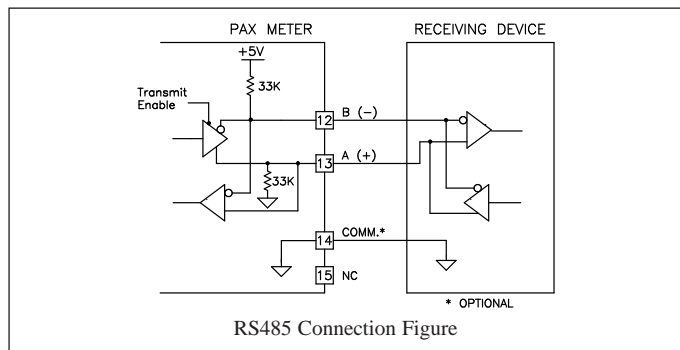 PAX METER
RECEIVING DEVICE
+5V
33K
Transmit
Enable
12
B (-)
13
A (+)
33K
14
COMM.*
15
NC
* OPTIONAL
RS485 Connection Figure